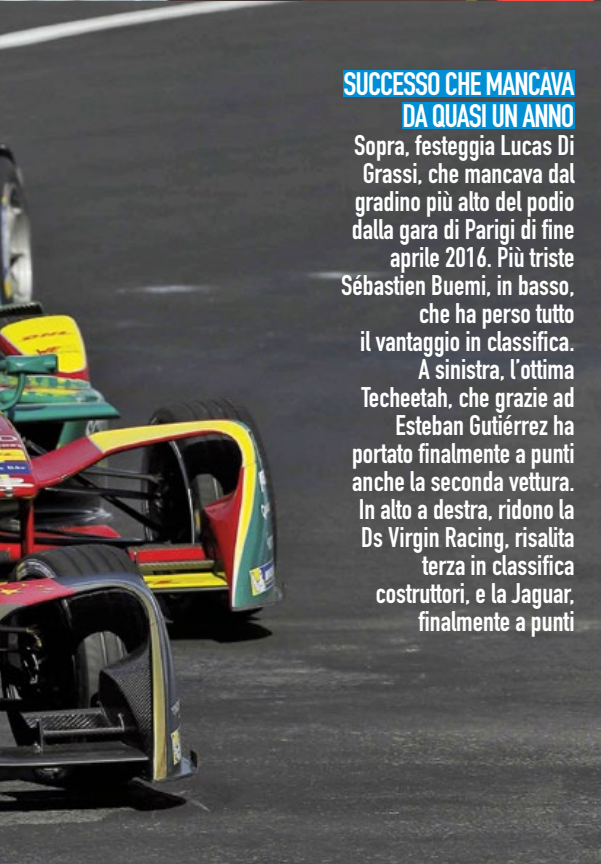 SUCCESSO CHE MANCAVA
DA QUASI UN ANNO
Sopra, festeggia Lucas Di
Grassi, che mancava dal
gradino più alto del podio
dalla gara di Parigi di fine
aprile 2016. Più triste
Sébastien Buemi, in basso,
che ha perso tutto
il vantaggio in classifica.
A sinistra, l'ottima
Techeetah, che grazie ad
Esteban Gutiérrez ha
portato finalmente a punti
anche la seconda vettura.
In alto a destra, ridono la
Ds Virgin Racing, risalita
terza in classifica
costruttori, e la Jaguar,
finalmente a punti
DHL